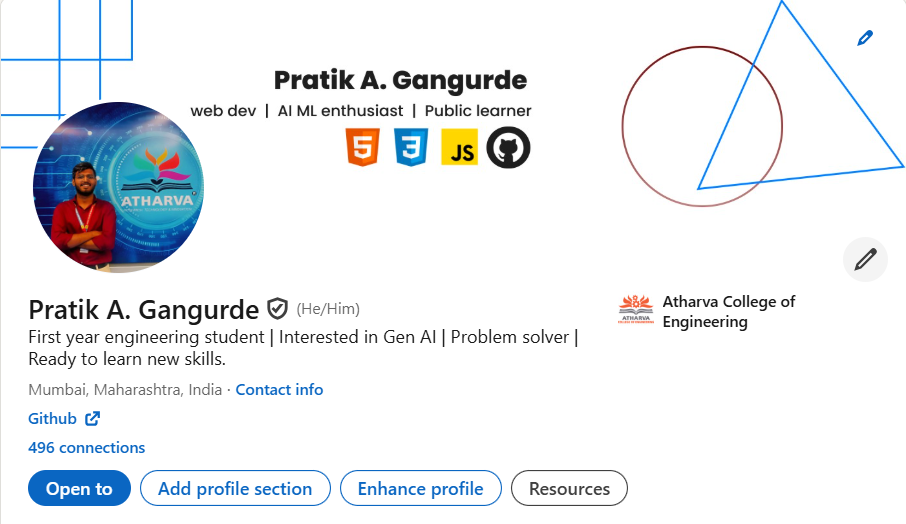 Pratik A. Gangurde
web dev | AI ML enthusiast | Public learner
5 3 JS
ATHARVA
Pratik A. Gangurde (He/Him)
First year engineering student | Interested in Gen AI | Problem solver |
Ready to learn new skills.
Mumbai, Maharashtra, India · Contact info
Github
496 connections
ATHARVA
Atharva College of
Engineering
Open to
Add profile section
Enhance profile
Resources